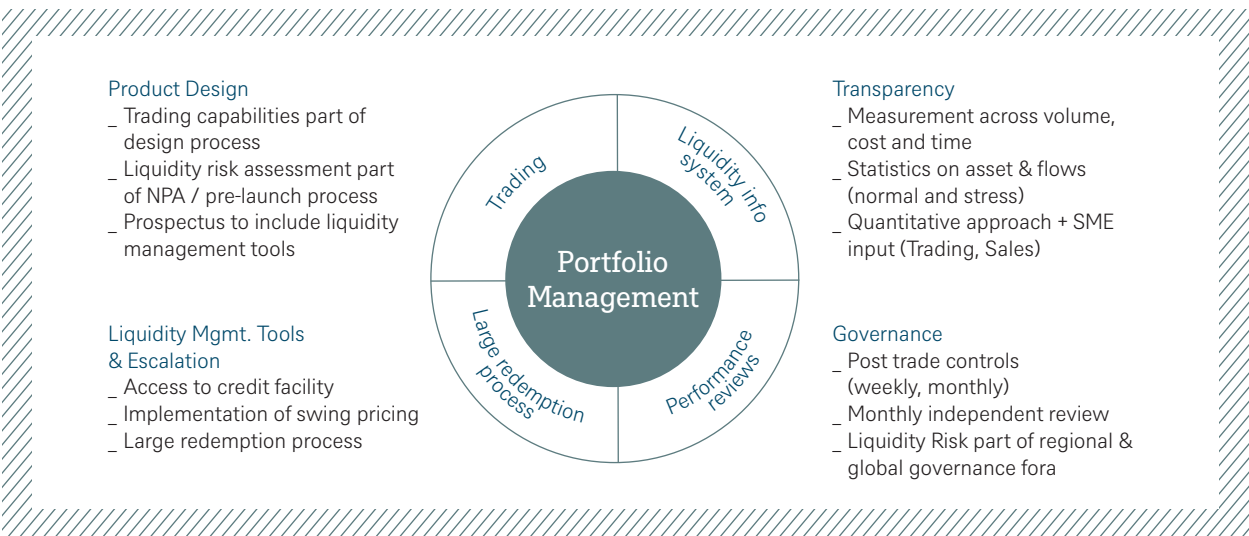 Product Design
_ Trading capabilities part of
design process
_ Liquidity risk assessment part
of NPA / pre-launch process
_ Prospectus to include liquidity
management tools
Liquidity Mgmt. Tools
& Escalation
_ Access to credit facility
_ Implementation of swing pricing
_ Large redemption process
Trading
Liquidity info
system
Portfolio
Management
Large redemption
process
Performance
reviews
Transparency
_ Measurement across volume,
cost and time
_ Statistics on asset & flows
(normal and stress)
_ Quantitative approach + SME
input (Trading, Sales)
Governance
_ Post trade controls
(weekly, monthly)
_ Monthly independent review
_ Liquidity Risk part of regional &
global governance fora